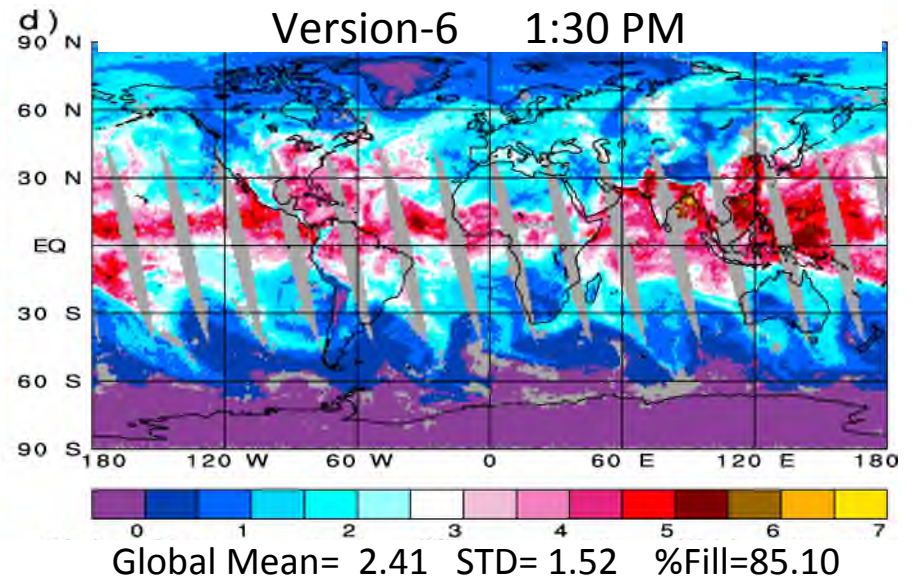 d)
Version-6 1:30 PM
90 N
60 N
30 N
EQ
30 S
60 S
90 S
180 120 W 60 W 0 60 E 120 E 180
0 1 2 3 4 5 6 7
Global Mean= 2.41 STD= 1.52 %Fill=85.10